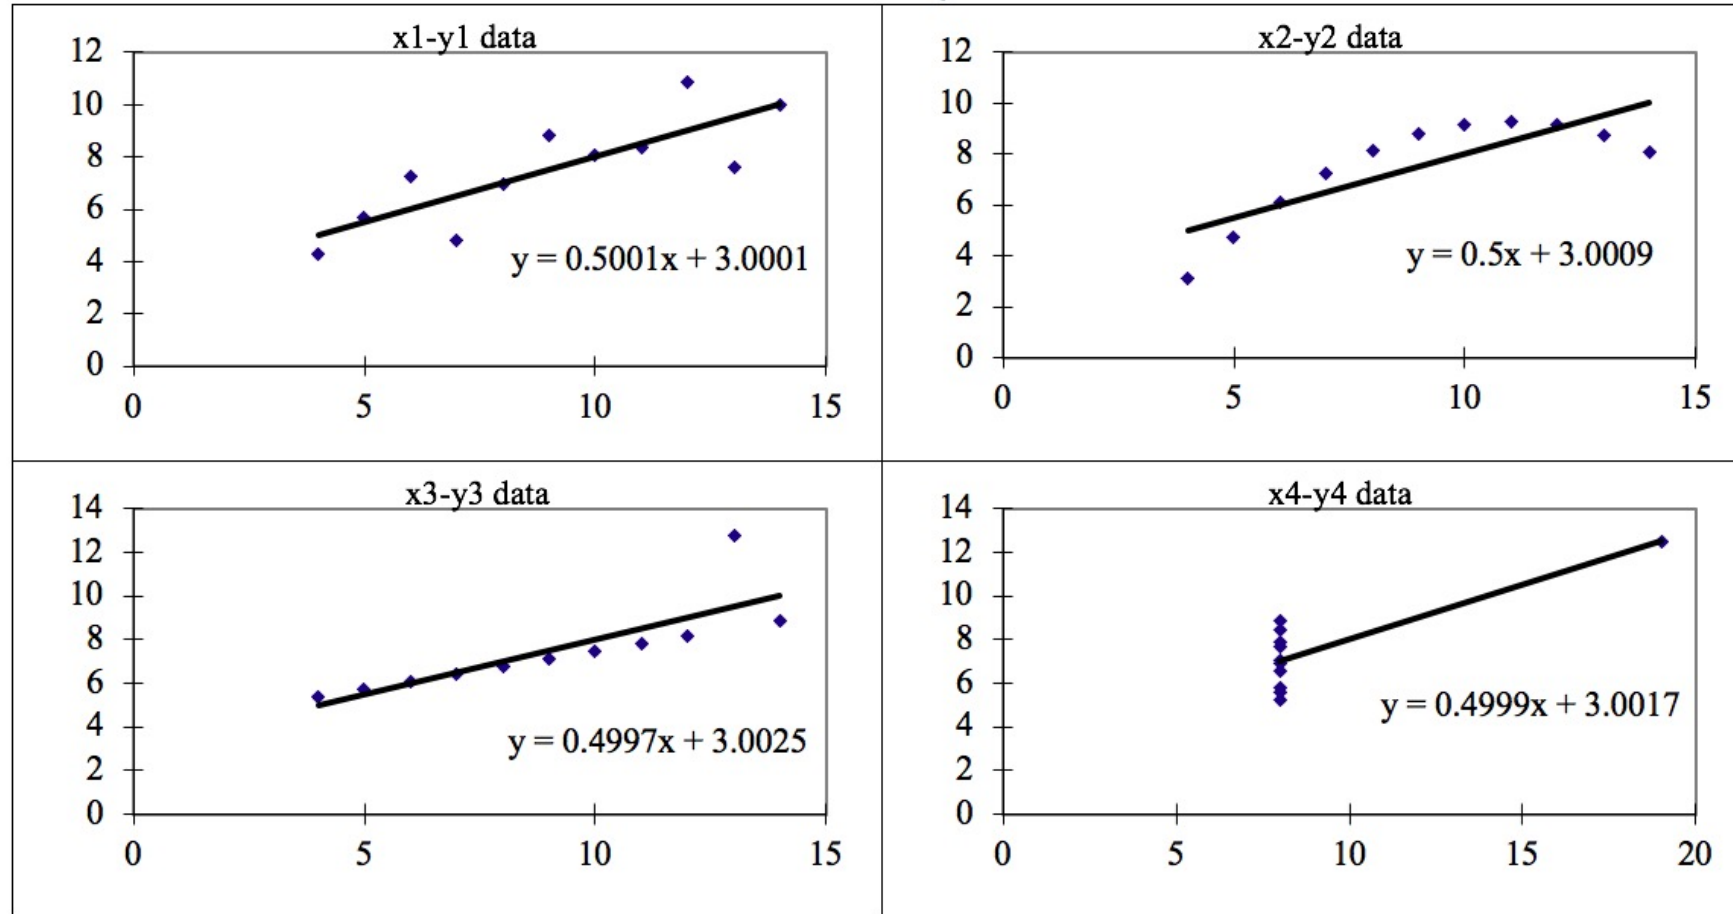 x1-y1 data
12
10
8
6
4
2
0
0 5 10 15
y = 0.5001x + 3.0001
x2-y2 data
12
10
8
6
4
2
0
0 5 10 15
y = 0.5x + 3.0009
x3-y3 data
14
12
10
8
6
4
2
0
0 5 10 15
y = 0.4997x + 3.0025
x4-y4 data
14
12
10
8
6
4
2
0
0 5 10 15 20
y = 0.4999x + 3.0017